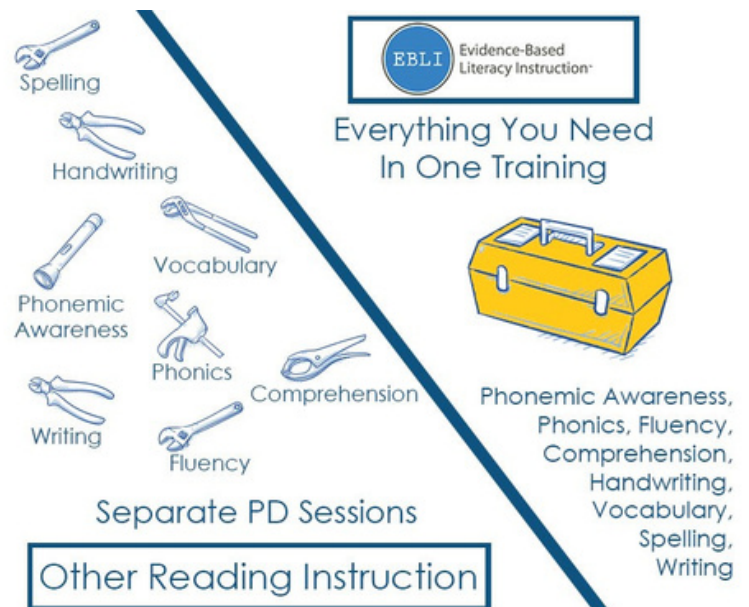 Spelling
Handwriting
Vocabulary
Phonemic
Awareness
Phonics
Comprehension
Writing
Fluency
Separate PD Sessions
Other Reading Instruction
EBLI
Evidence-Based
Literacy Instruction™
Everything You Need
In One Training
Phonemic Awareness,
Phonics, Fluency,
Comprehension,
Handwriting,
Vocabulary,
Spelling,
Writing